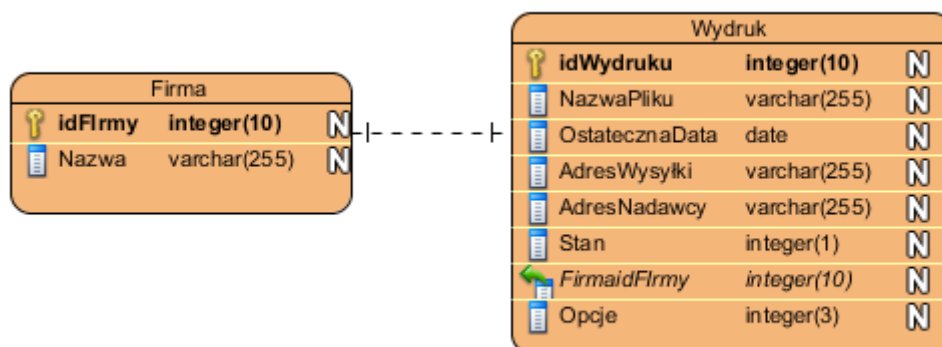 Firma
idFIrmy integer(10) N
Nazwa varchar(255) N
Wydruk
idWydruku integer(10) N
NazwaPliku varchar(255) N
OstatecznaData date N
AdresWysyłki varchar(255) N
AdresNadawcy varchar(255) N
Stan integer(1) N
FirmaidFIrmy integer(10) N
Opcje integer(3) N